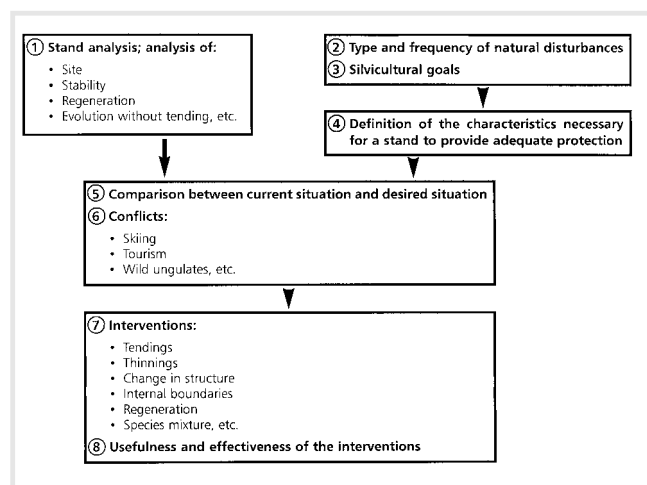 ① Stand analysis; analysis of:
• Site
• Stability
• Regeneration
• Evolution without tending, etc.
② Type and frequency of natural disturbances
③ Silvicultural goals
④ Definition of the characteristics necessary
for a stand to provide adequate protection
⑤ Comparison between current situation and desired situation
⑥ Conflicts:
• Skiing
• Tourism
• Wild ungulates, etc.
⑦ Interventions:
• Tendings
• Thinnings
• Change in structure
• Internal boundaries
• Regeneration
• Species mixture, etc.
⑧ Usefulness and effectiveness of the interventions